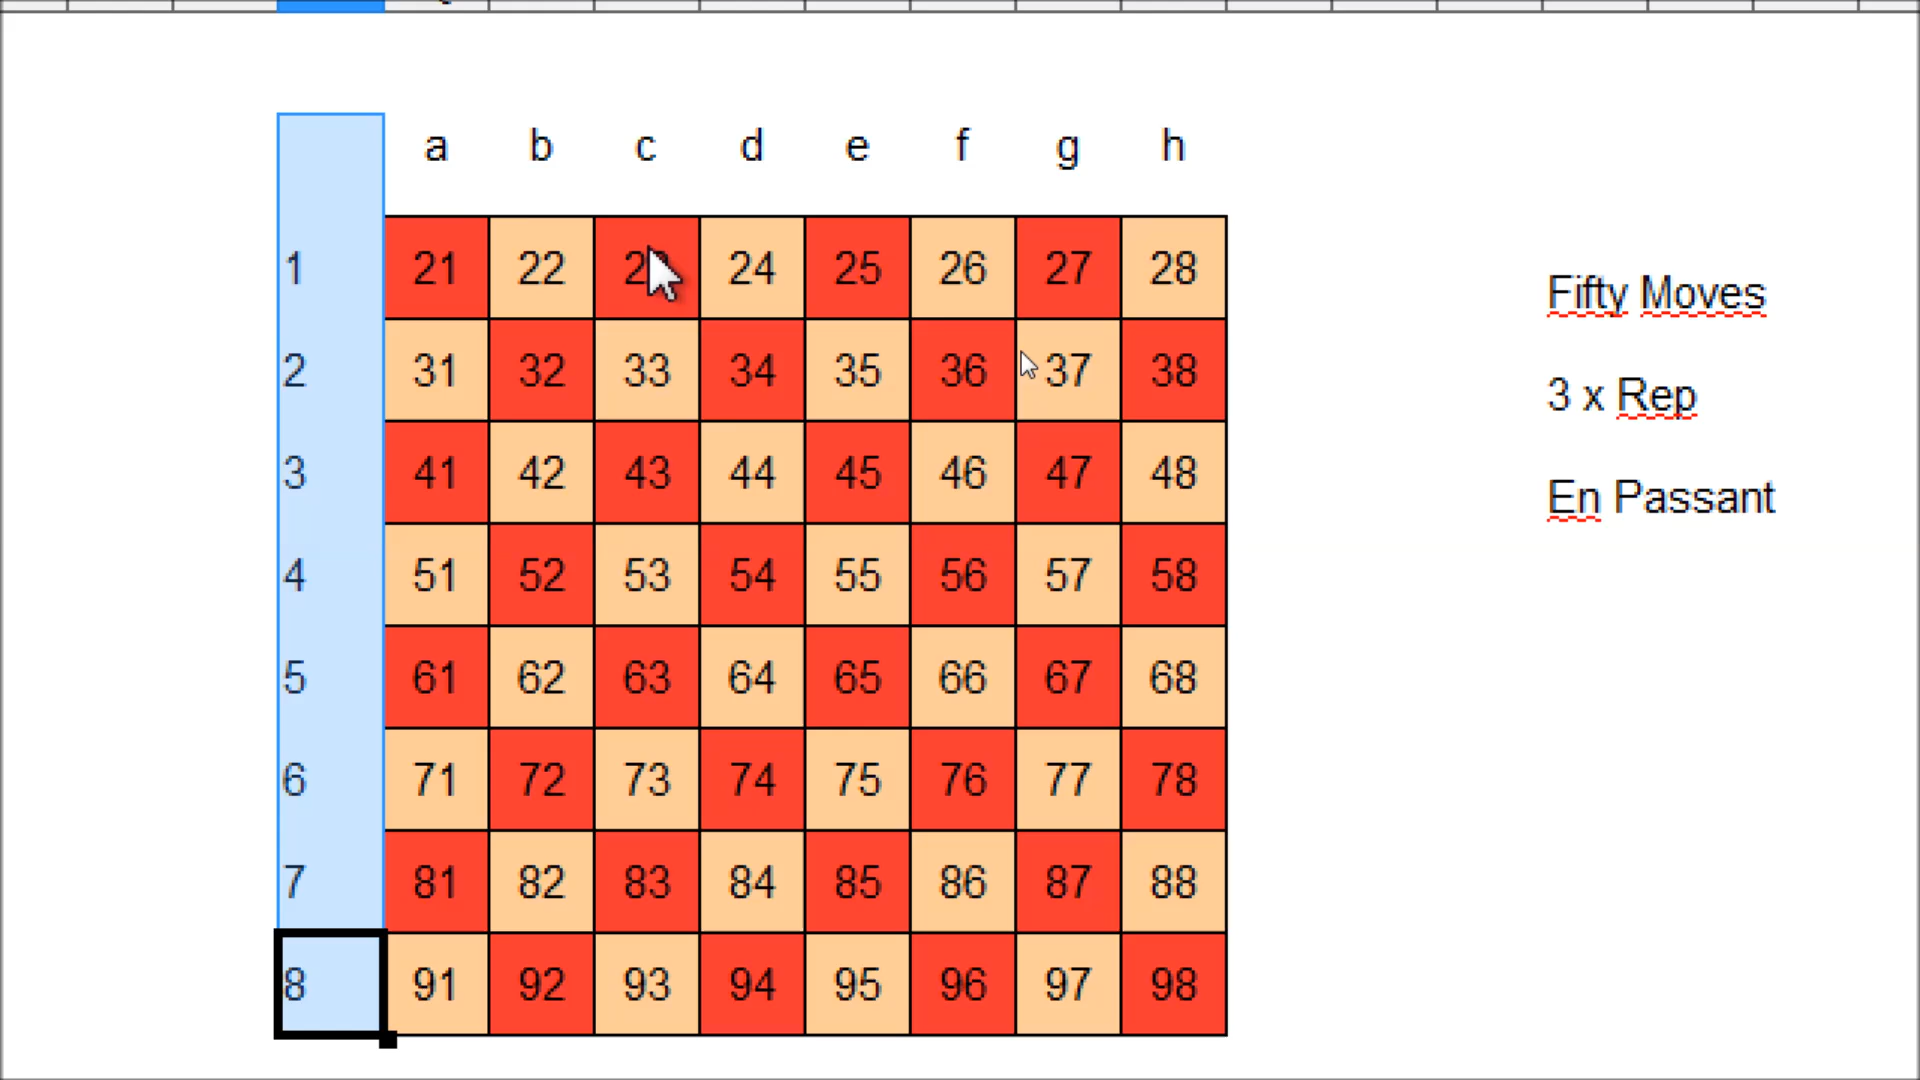 a b c d e f g h
1 21 22 24 25 26 27 28
2 31 32 33 34 35 36 37 38
3 41 42 43 44 45 46 47 48
4 51 52 53 54 55 56 57 58
5 61 62 63 64 65 66 67 68
6 71 72 73 74 75 76 77 78
7 81 82 83 84 85 86 87 88
8 91 92 93 94 95 96 97 98
Fifty Moves
3 x Rep
En Passant